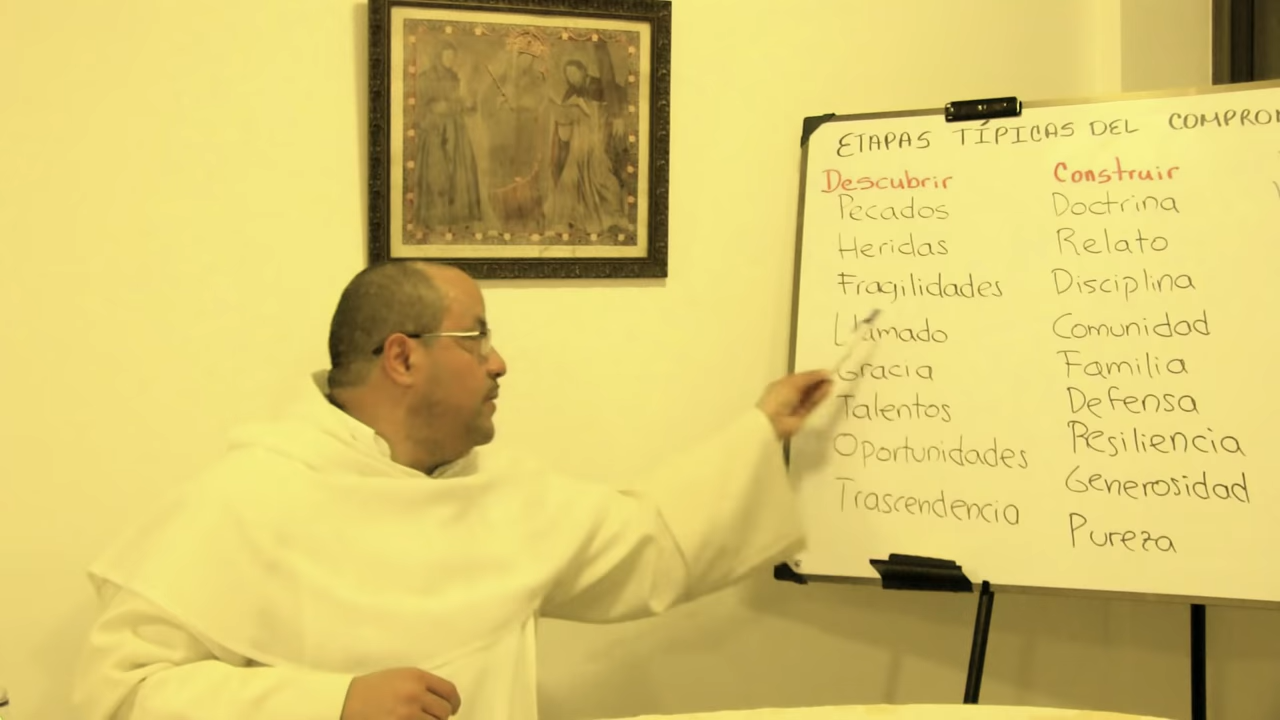 ETAPAS TÍPICAS DEL COMPRO
Descubrir
Pecados
Heridas
Fragilidades
Llamado
Gracia
Talentos
Oportunidades
Trascendencia
Construir
Doctrina
Relato
Disciplina
Comunidad
Familia
Defensa
Resiliencia
Generosidad
Pureza